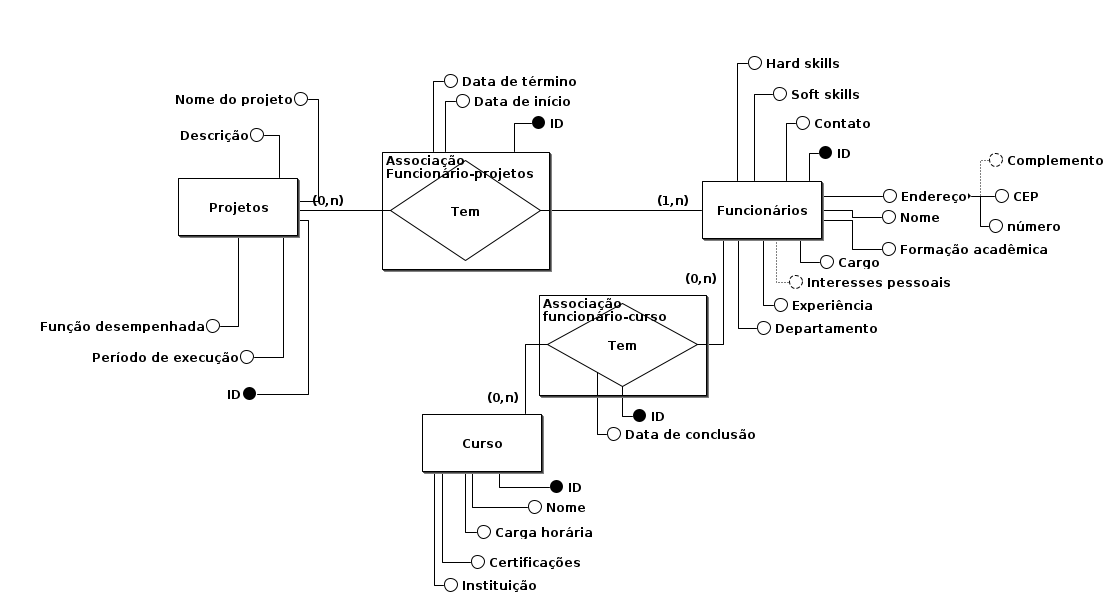 Hard skills
Data de término
Soft skills
Nome do projeto
Data de início
ID
Contato
Descrição
ID
Associação
Funcionário-projetos
Complemento
Projetos
(0,n)
Tem
(1,n)
Funcionários
Endereço
CEP
Nome
número
Formação acadêmica
Cargo
(0,n)
Interesses pessoais
Associação
funcionário-curso
Experiência
Função desempenhada
Departamento
Tem
Período de execução
ID
(0,n)
ID
Data de conclusão
Curso
ID
Nome
Carga horária
Certificações
Instituição